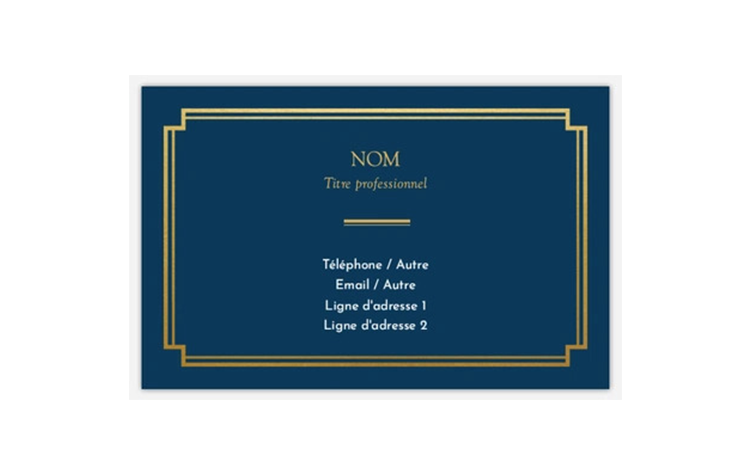 NOM
Titre professionnel
Téléphone / Autre
Email / Autre
Ligne d'adresse 1
Ligne d'adresse 2